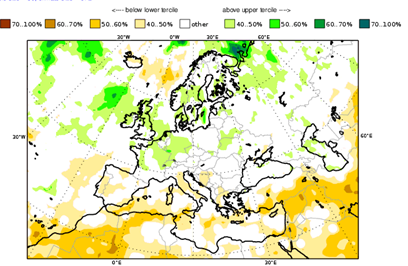 <--- below lower tercile above upper tercile --->
70..100% 60..70% 50..60% 40..50% other 40..50% 50..60% 60..70% 70..100%
30°W 0°W 30°E 60°E
30°W 60°E
0°E 30°E